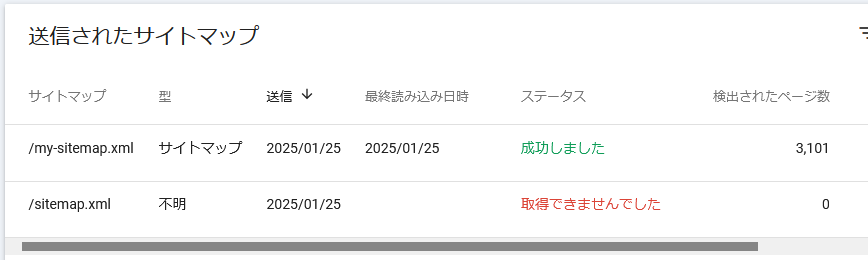 送信されたサイトマップ
サイトマップ 型 送信 ↓ 最終読み込み日時 ステータス 検出されたページ数
/my-sitemap.xml サイトマップ 2025/01/25 2025/01/25 成功しました 3,101
/sitemap.xml 不明 2025/01/25 取得できませんでした 0